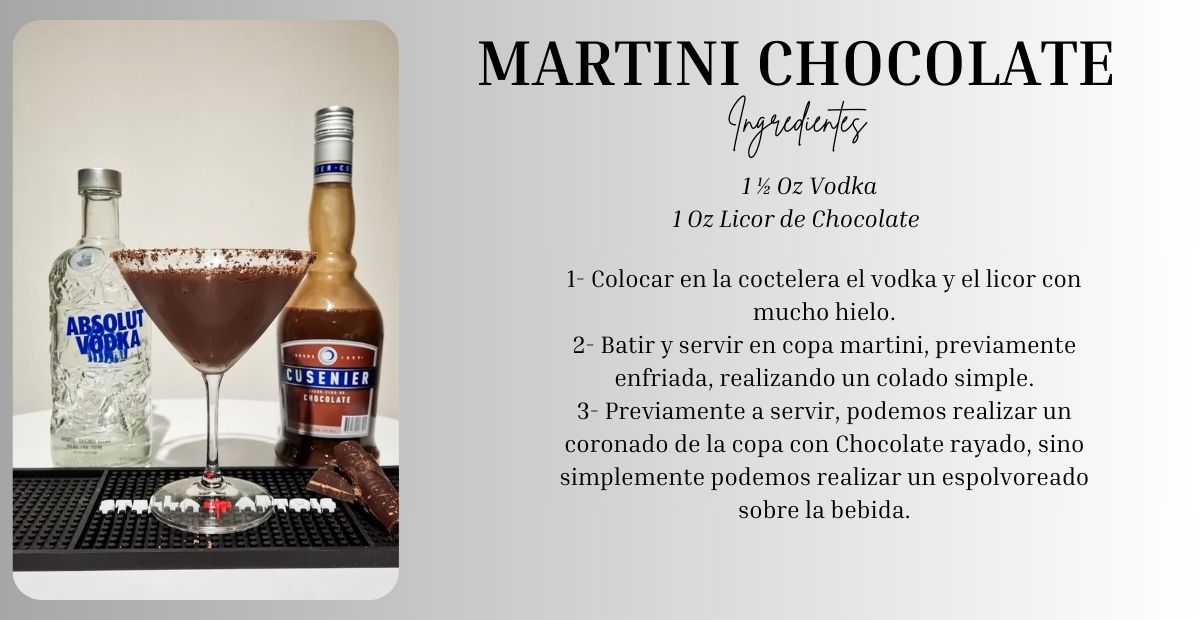 MARTINI CHOCOLATE
Ingredientes
1 ½ Oz Vodka
1 Oz Licor de Chocolate
1- Colocar en la coctelera el vodka y el licor con
mucho hielo.
2- Batir y servir en copa martini, previamente
enfriada, realizando un colado simple.
3- Previamente a servir, podemos realizar un
coronado de la copa con Chocolate rayado, sino
simplemente podemos realizar un espolvoreado
sobre la bebida.
ABSOLUT
VODKA
CUSENIER
CHOCOLATE
STELLA ARTOIS